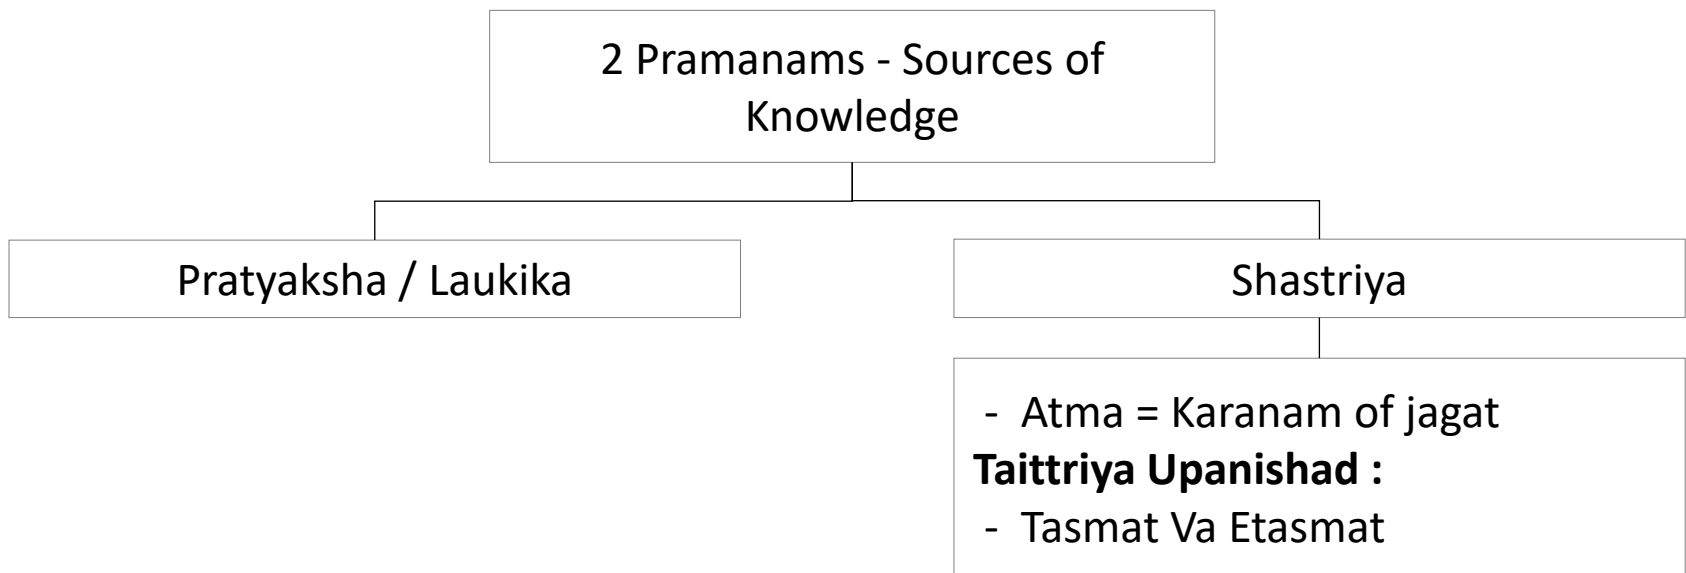 2 Pramanams - Sources of
Knowledge
Pratyaksha / Laukika
Shastriya
- Atma = Karanam of jagat
Taittriya Upanishad :
- Tasmat Va Etasmat